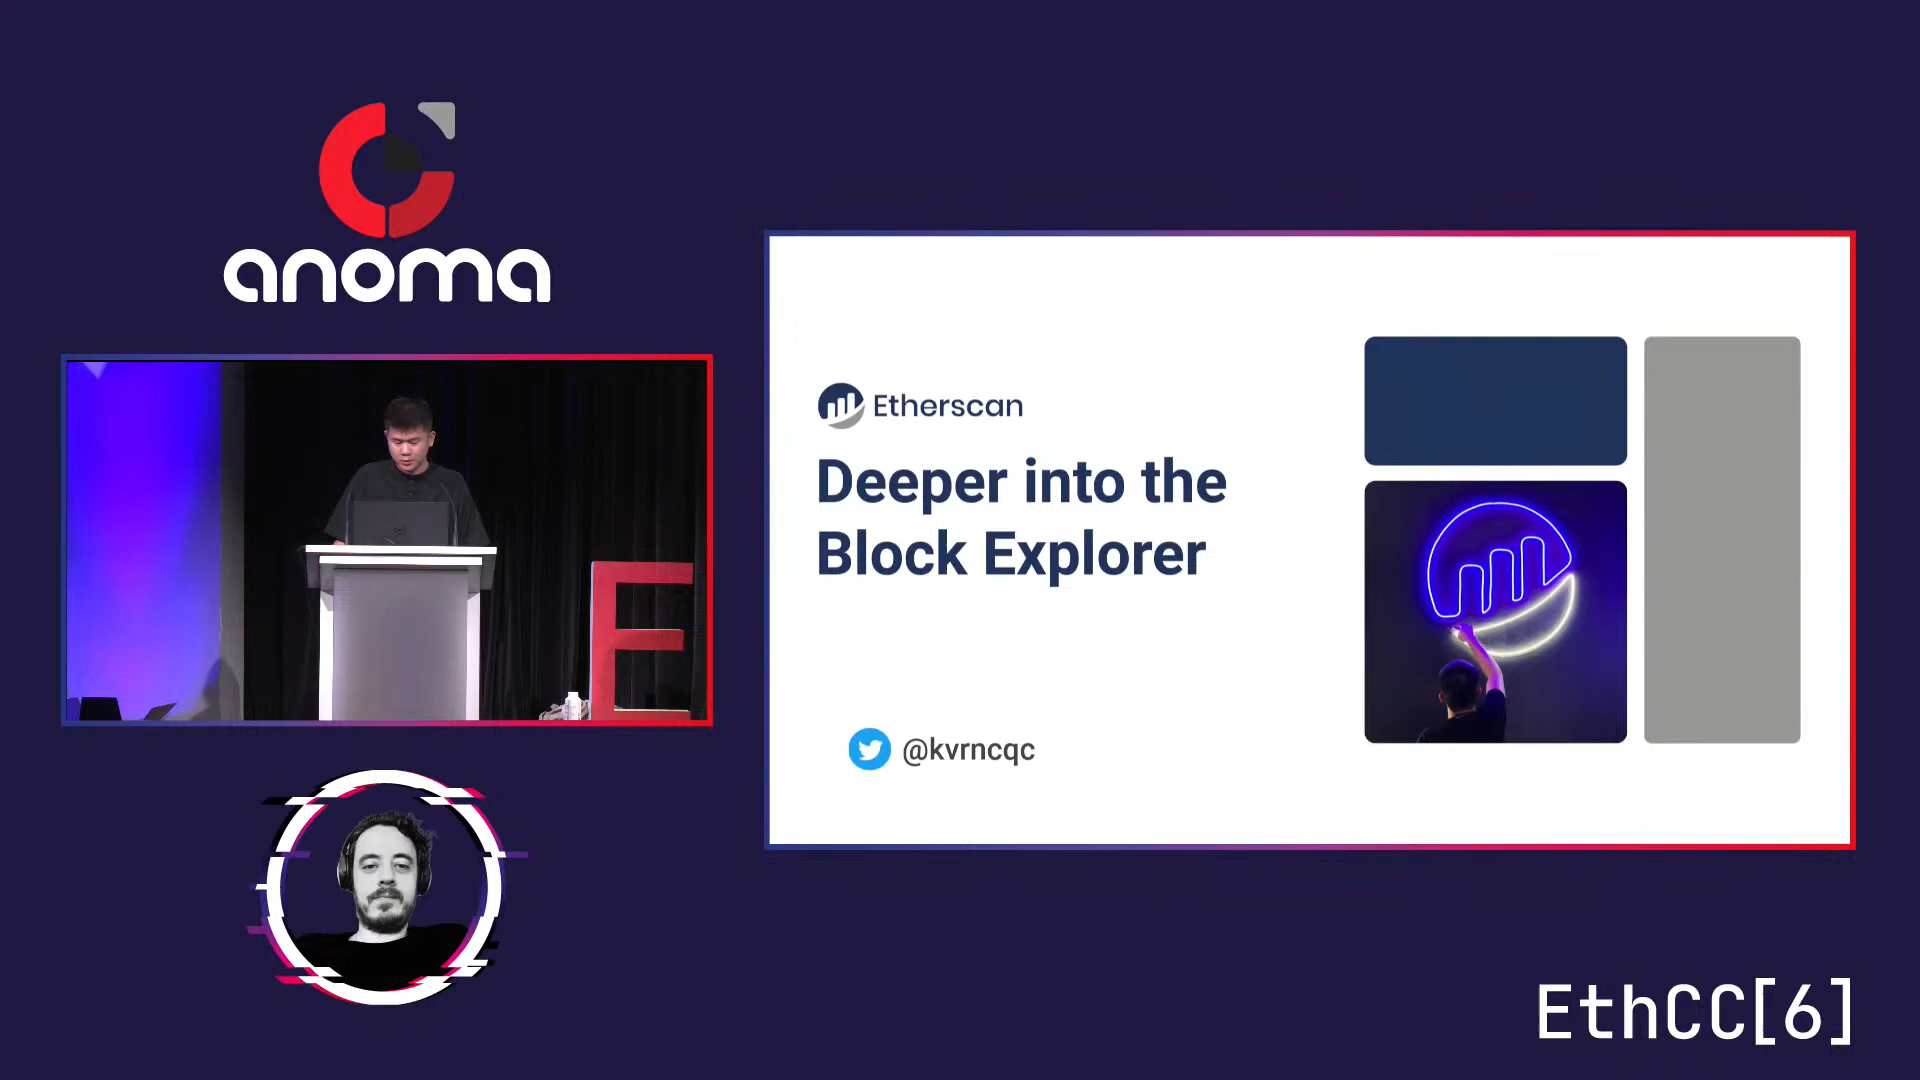 anoma
E
Etherscan
Deeper into the
Block Explorer
@kvrncqc
EthCC[6]